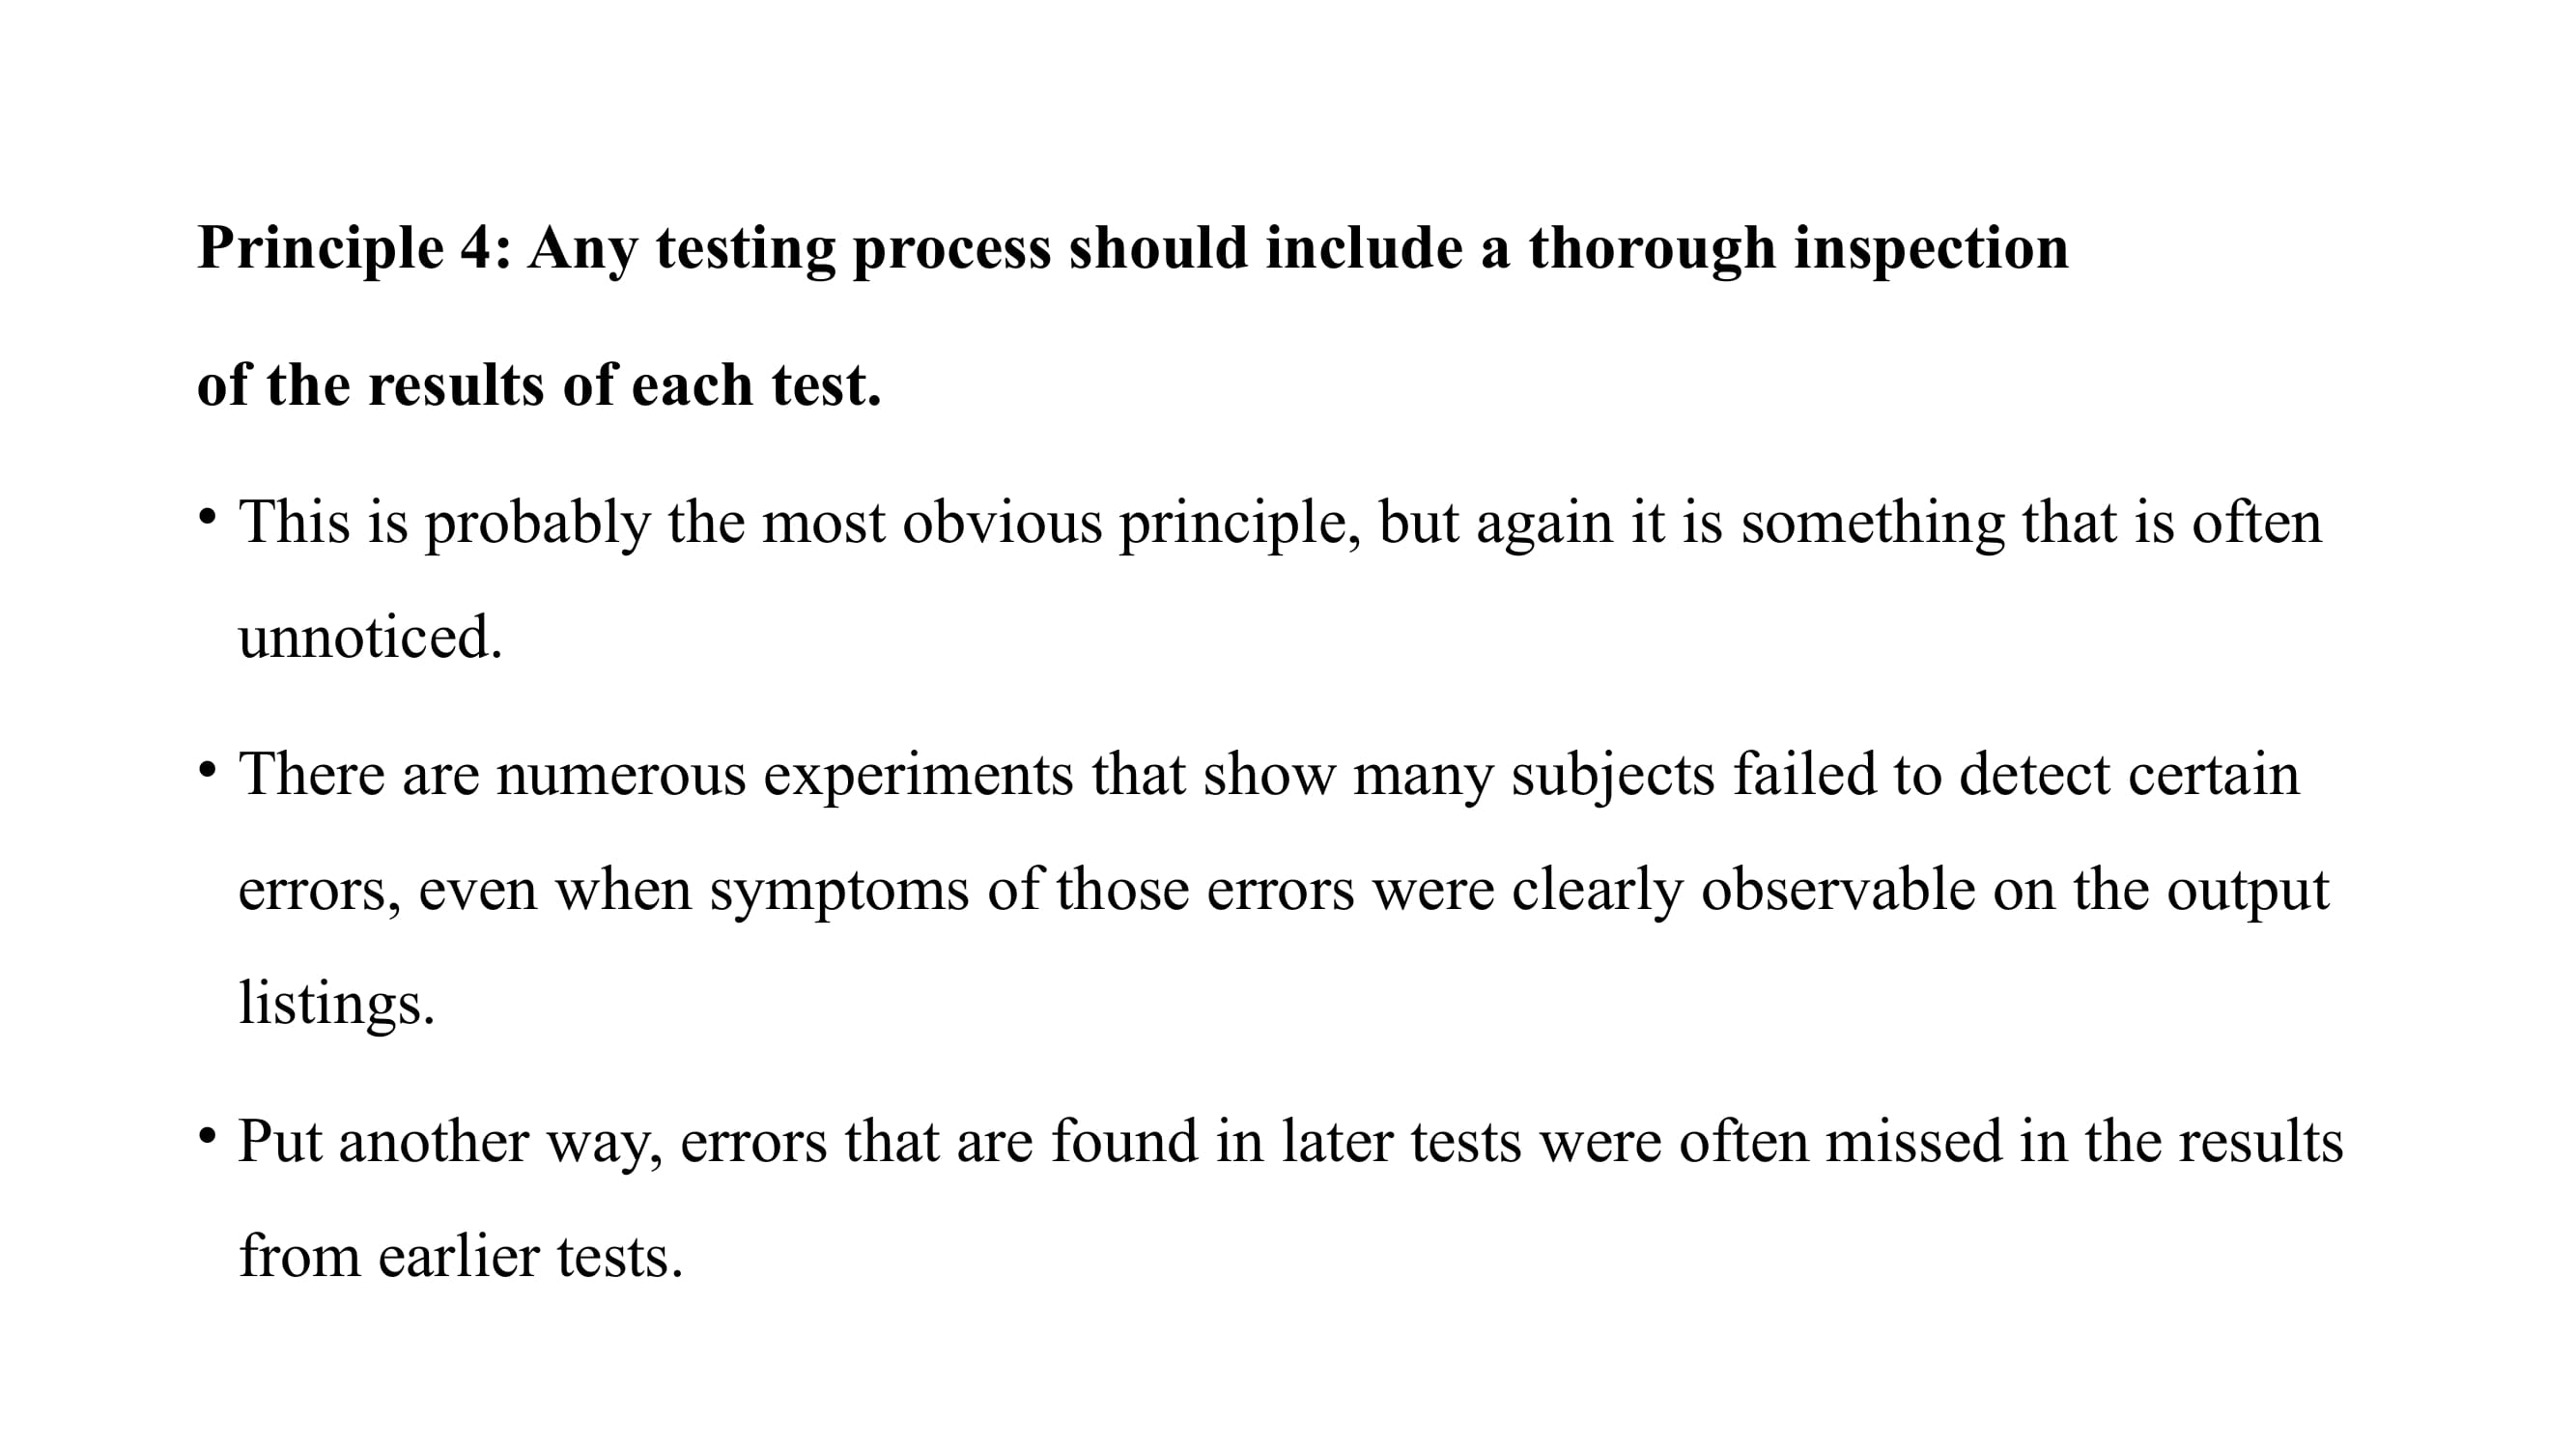 Principle 4: Any testing process should include a thorough inspection
of the results of each test.
• This is probably the most obvious principle, but again it is something that is often
unnoticed.
• There are numerous experiments that show many subjects failed to detect certain
errors, even when symptoms of those errors were clearly observable on the output
listings.
• Put another way, errors that are found in later tests were often missed in the results
from earlier tests.